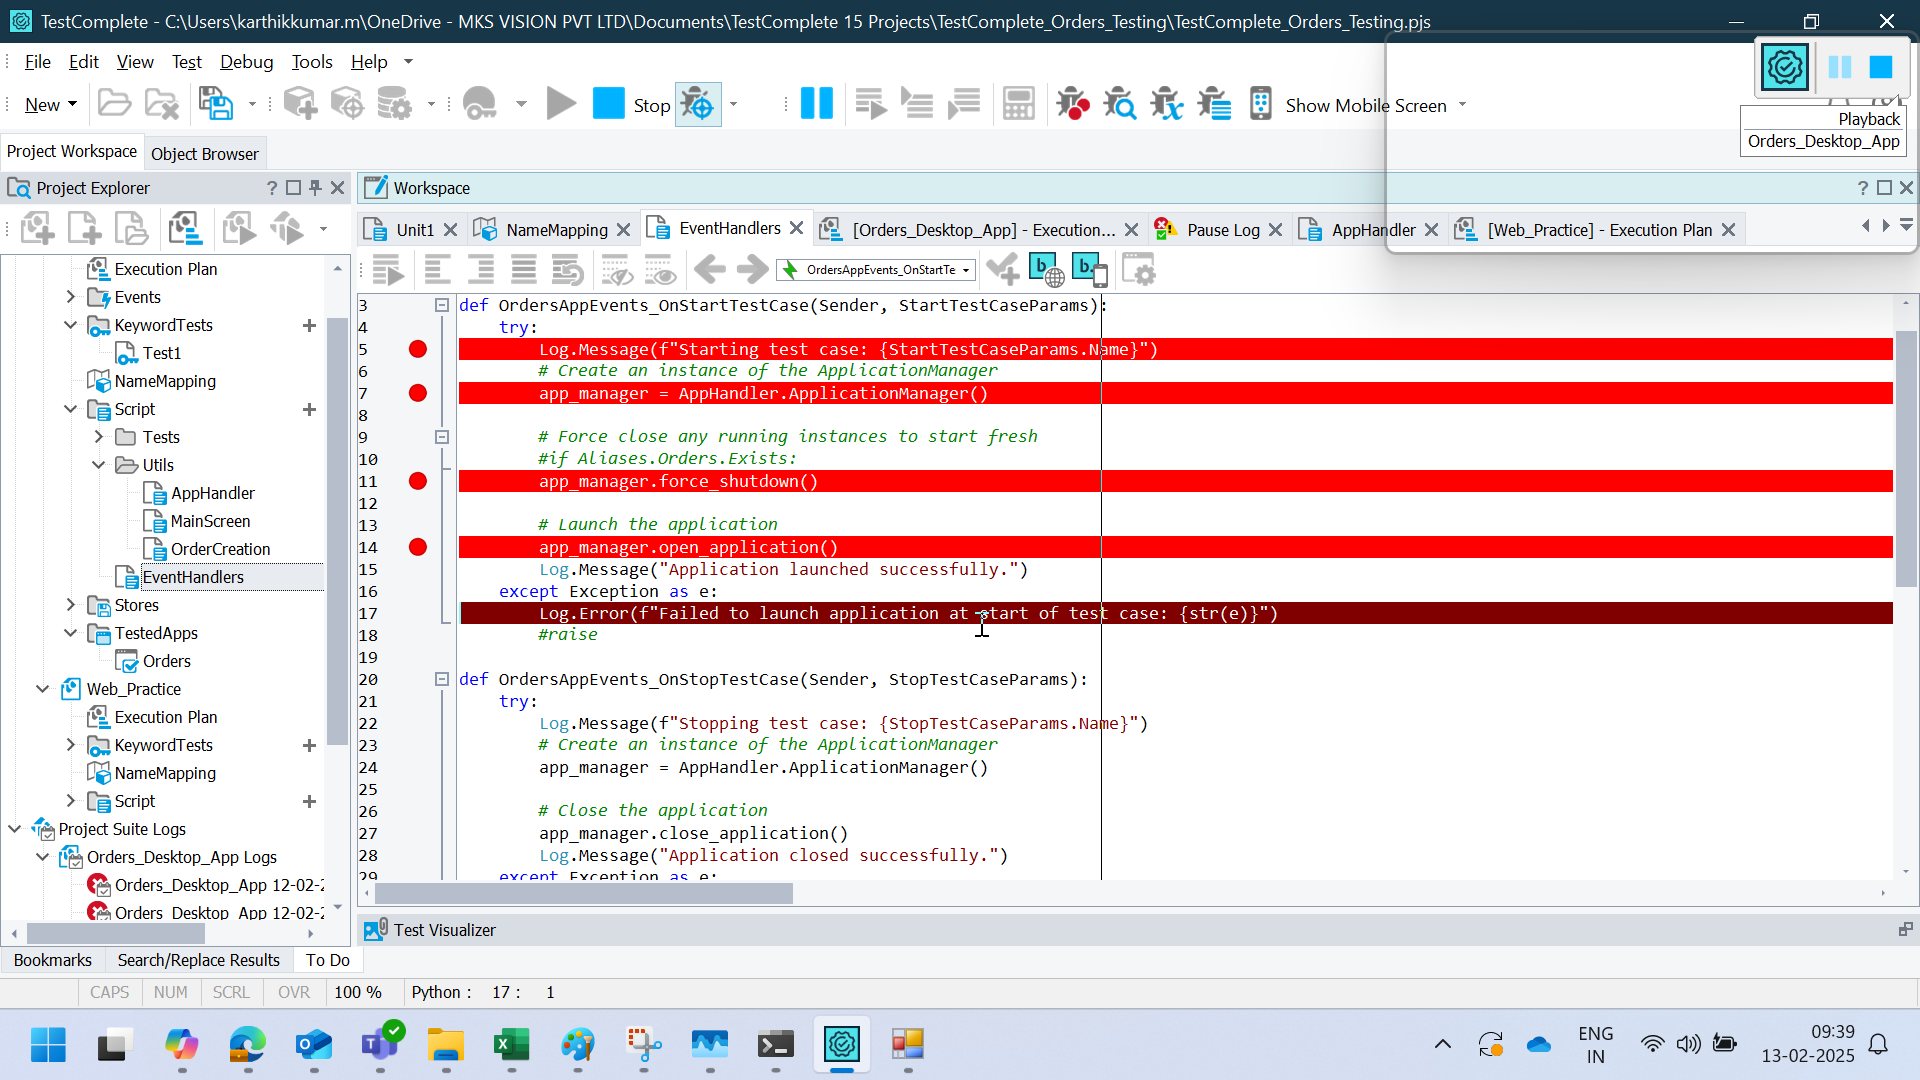 TestComplete - C:\Users\karthikkumar.m\OneDrive - MKS VISION PVT LTD\Documents\TestComplete 15 Projects\TestComplete_Orders_Testing\TestComplete_Orders_Testing.pjs
File Edit View Test Debug Tools Help
New Stop Show Mobile Screen
Playback
Orders_Desktop_App
Project Workspace Object Browser
Project Explorer
Workspace
Unit1 NameMapping EventHandlers [Orders_Desktop_App] - Execution... Pause Log AppHandler [Web_Practice] - Execution Plan
OrdersAppEvents_OnStartTe
Execution Plan
Events
KeywordTests
Test1
NameMapping
Script
Tests
Utils
AppHandler
MainScreen
OrderCreation
EventHandlers
Stores
TestedApps
Orders
Web_Practice
Execution Plan
KeywordTests
NameMapping
Script
Project Suite Logs
Orders_Desktop_App Logs
Orders_Desktop_App 12-02-2
Orders_Desktop_App 12-02-2
3 def OrdersAppEvents_OnStartTestCase(Sender, StartTestCaseParams):
4 try:
5 Log.Message(f"Starting test case: {StartTestCaseParams.Name}")
6 # Create an instance of the ApplicationManager
7 app_manager = AppHandler.ApplicationManager()
8
9 # Force close any running instances to start fresh
10 #if Aliases.Orders.Exists:
11 app_manager.force_shutdown()
12
13 # Launch the application
14 app_manager.open_application()
15 Log.Message("Application launched successfully.")
16 except Exception as e:
17 Log.Error(f"Failed to launch application at start of test case: {str(e)}")
18 #raise
19
20 def OrdersAppEvents_OnStopTestCase(Sender, StopTestCaseParams):
21 try:
22 Log.Message(f"Stopping test case: {StopTestCaseParams.Name}")
23 # Create an instance of the ApplicationManager
24 app_manager = AppHandler.ApplicationManager()
25
26 # Close the application
27 app_manager.close_application()
28 Log.Message("Application closed successfully.")
29 except Exception as e:
Test Visualizer
Bookmarks Search/Replace Results To Do
CAPS NUM SCRL OVR 100 % Python : 17 : 1
ENG
IN
09:39
13-02-2025